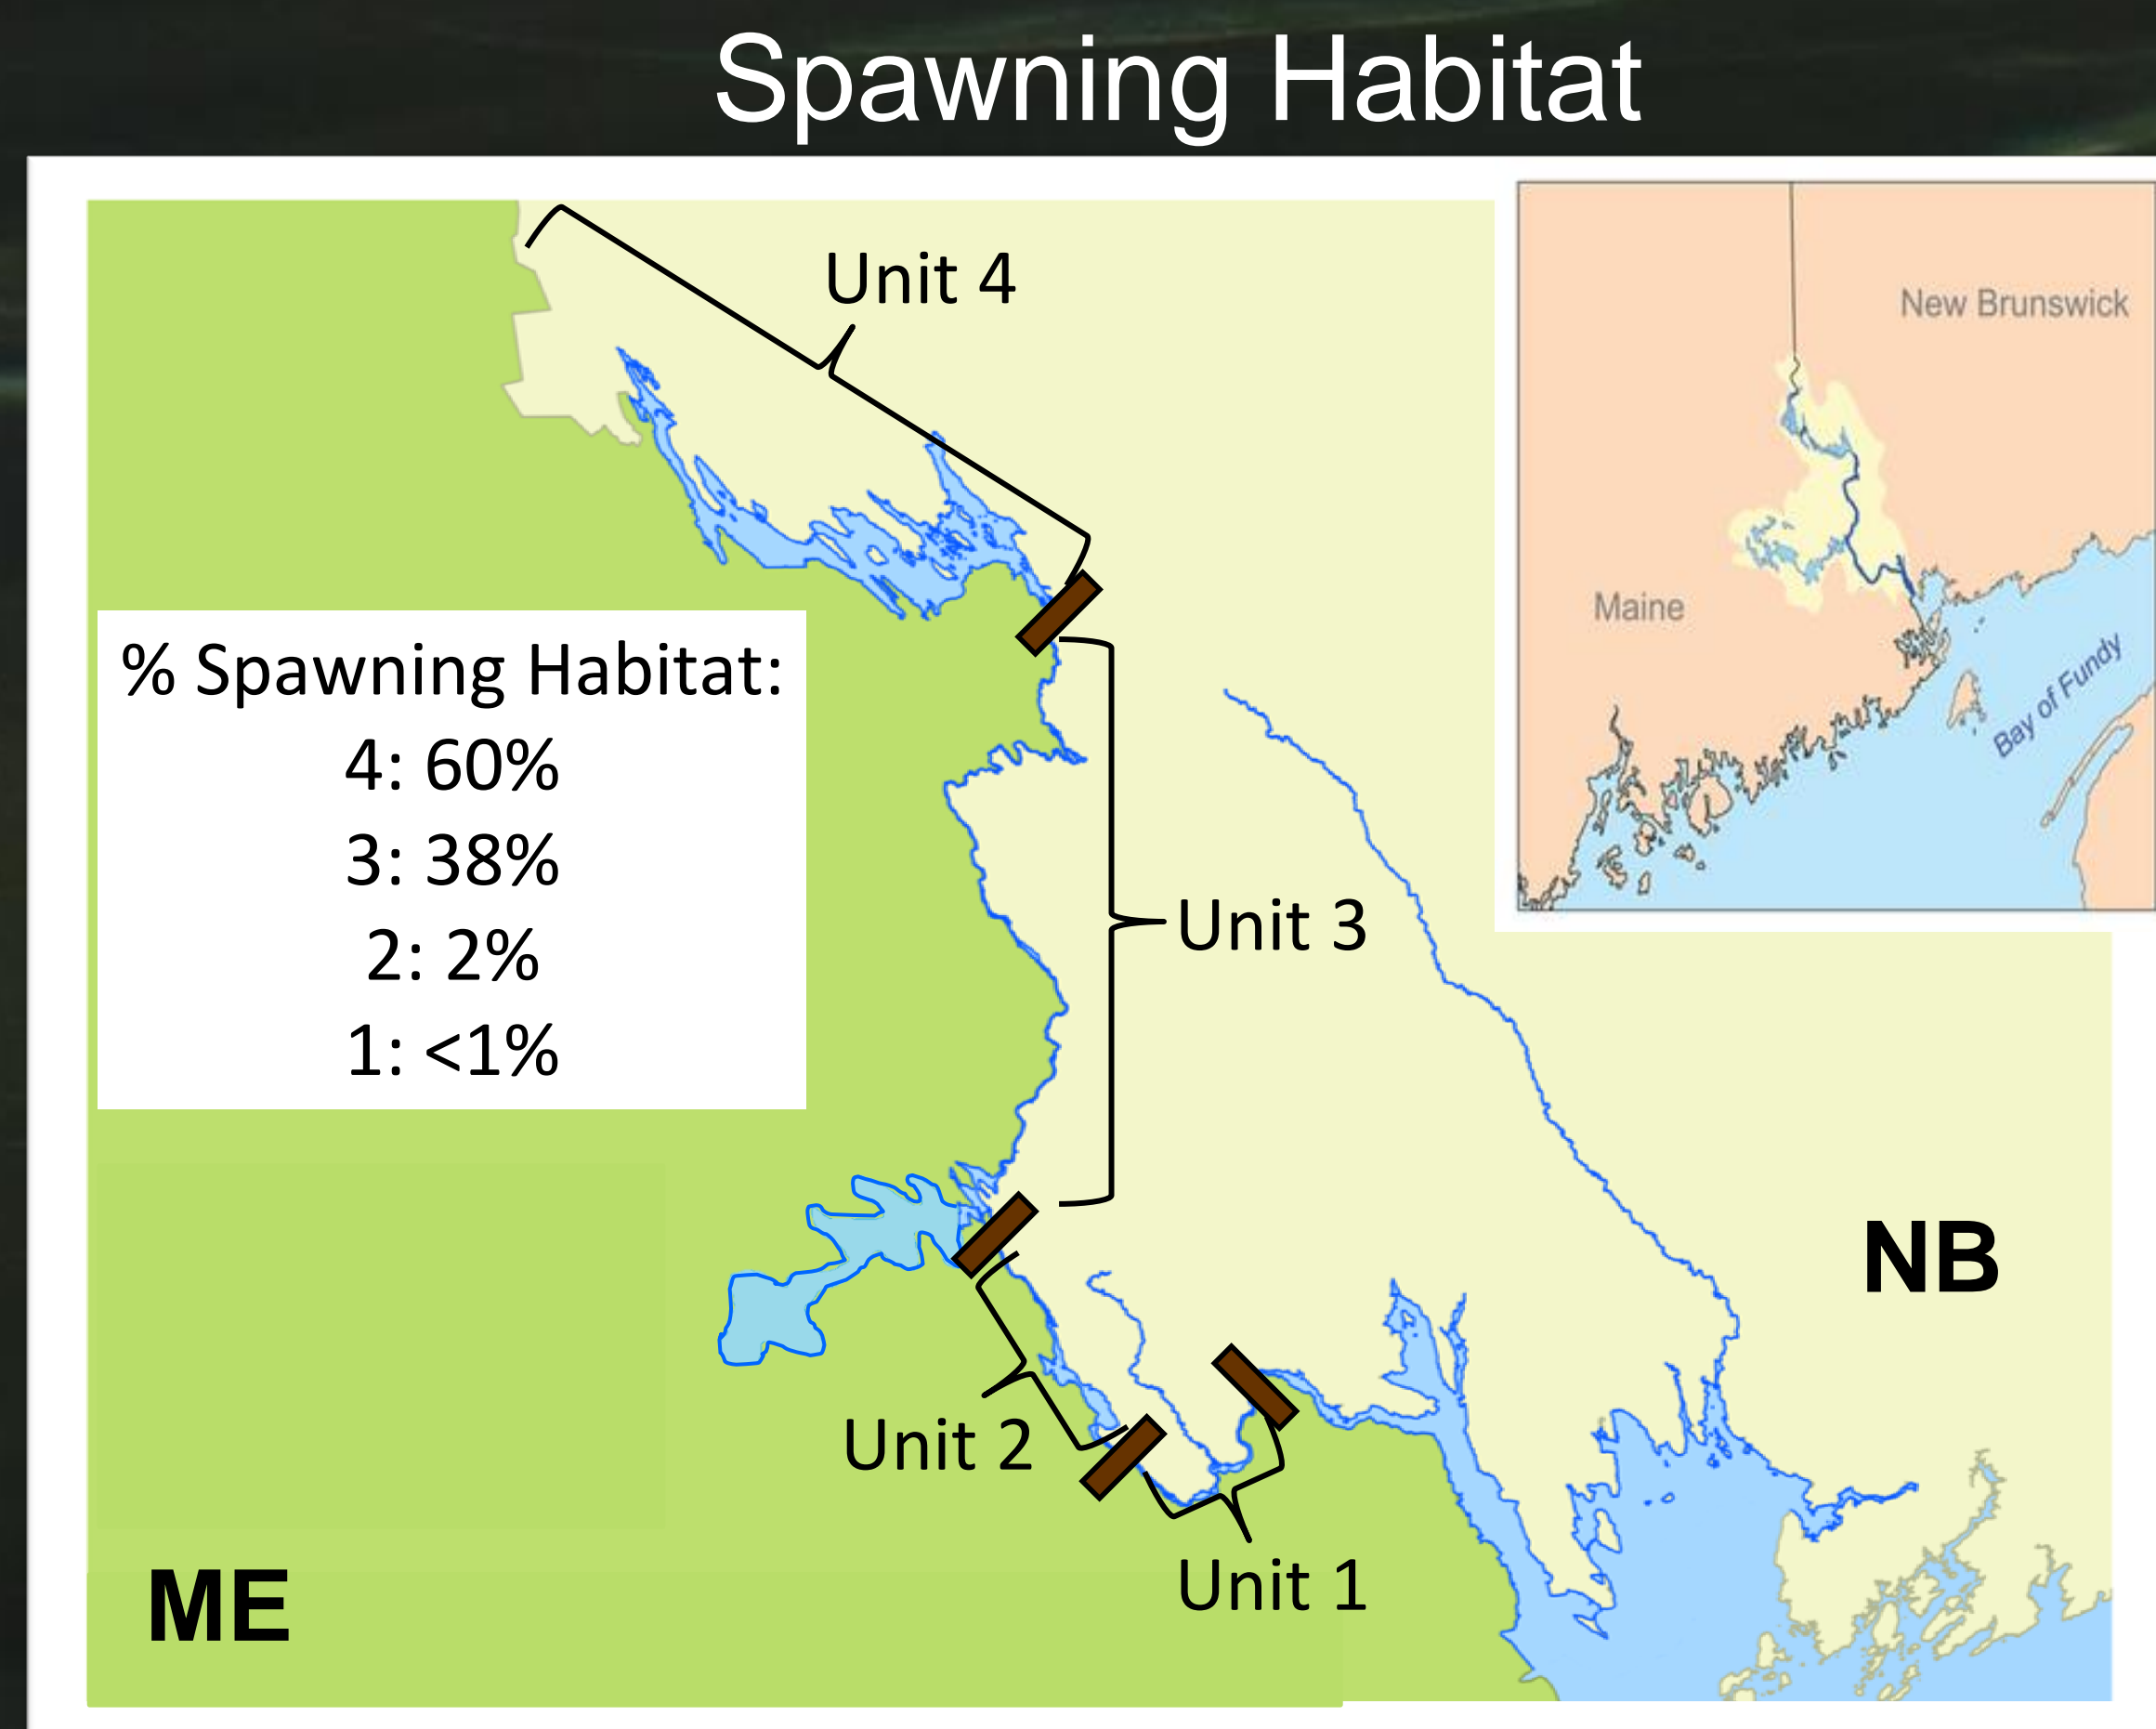 Spawning Habitat
Unit 4
New Brunswick
Maine
Bay of Fundy
% Spawning Habitat:
4: 60%
3: 38%
2: 2%
1: <1%
Unit 3
NB
Unit 2
Unit 1
ME